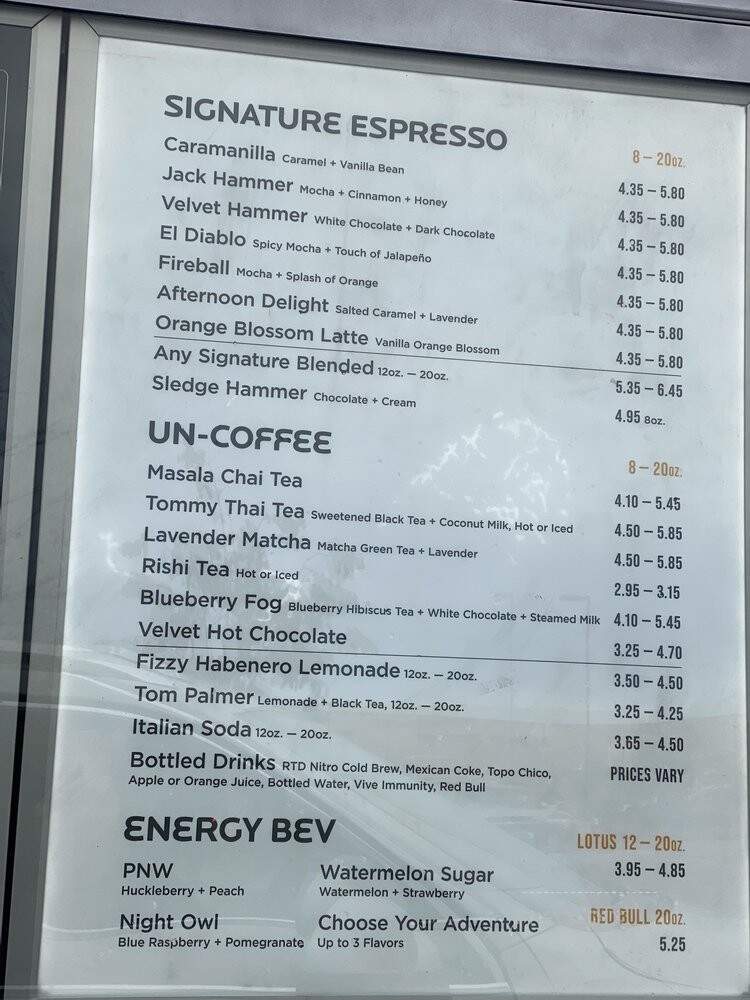 SIGNATURE ESPRESSO 8 – 20oz.
Caramanilla Caramel + Vanilla Bean 4.35 – 5.80
Jack Hammer Mocha + Cinnamon + Honey 4.35 – 5.80
Velvet Hammer White Chocolate + Dark Chocolate 4.35 – 5.80
El Diablo Spicy Mocha + Touch of Jalapeño 4.35 – 5.80
Fireball Mocha + Splash of Orange 4.35 – 5.80
Afternoon Delight Salted Caramel + Lavender 4.35 – 5.80
Orange Blossom Latte Vanilla Orange Blossom 4.35 – 5.80
Any Signature Blended 12oz. – 20oz. 5.35 – 6.45
Sledge Hammer Chocolate + Cream 4.95 8oz.
UN-COFFEE 8 – 20oz.
Masala Chai Tea 4.10 – 5.45
Tommy Thai Tea Sweetened Black Tea + Coconut Milk, Hot or Iced 4.50 – 5.85
Lavender Matcha Matcha Green Tea + Lavender 4.50 – 5.85
Rishi Tea Hot or Iced 2.95 – 3.15
Blueberry Fog Blueberry Hibiscus Tea + White Chocolate + Steamed Milk 4.10 – 5.45
Velvet Hot Chocolate 3.25 – 4.70
Fizzy Habenero Lemonade 12oz. – 20oz. 3.50 – 4.50
Tom Palmer Lemonade + Black Tea, 12oz. – 20oz. 3.25 – 4.25
Italian Soda 12oz. – 20oz. 3.65 – 4.50
Bottled Drinks RTD Nitro Cold Brew, Mexican Coke, Topo Chico, PRICES VARY
Apple or Orange Juice, Bottled Water, Vive Immunity, Red Bull
ENERGY BEV LOTUS 12 – 20oz.
PNW Watermelon Sugar 3.95 – 4.85
Huckleberry + Peach Watermelon + Strawberry
Night Owl Choose Your Adventure RED BULL 20oz.
Blue Raspberry + Pomegranate Up to 3 Flavors 5.25